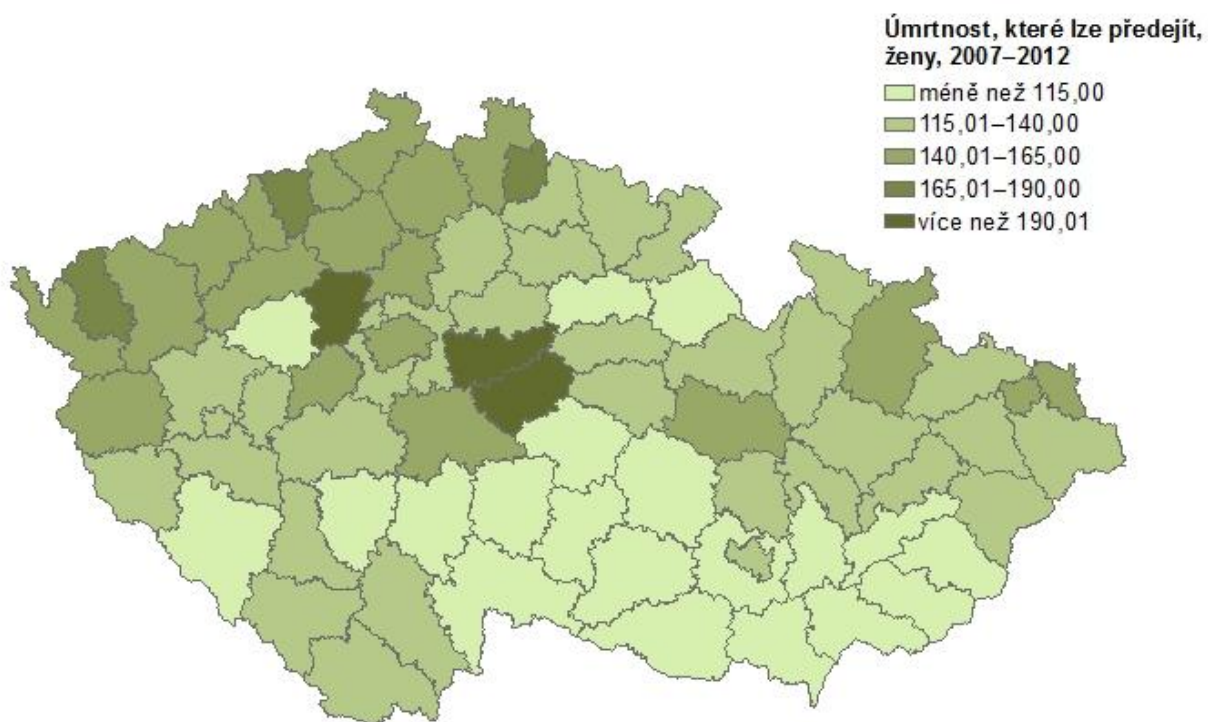 Úmrtnost, které lze předejít,
ženy, 2007–2012
méně než 115,00
115,01–140,00
140,01–165,00
165,01–190,00
více než 190,01